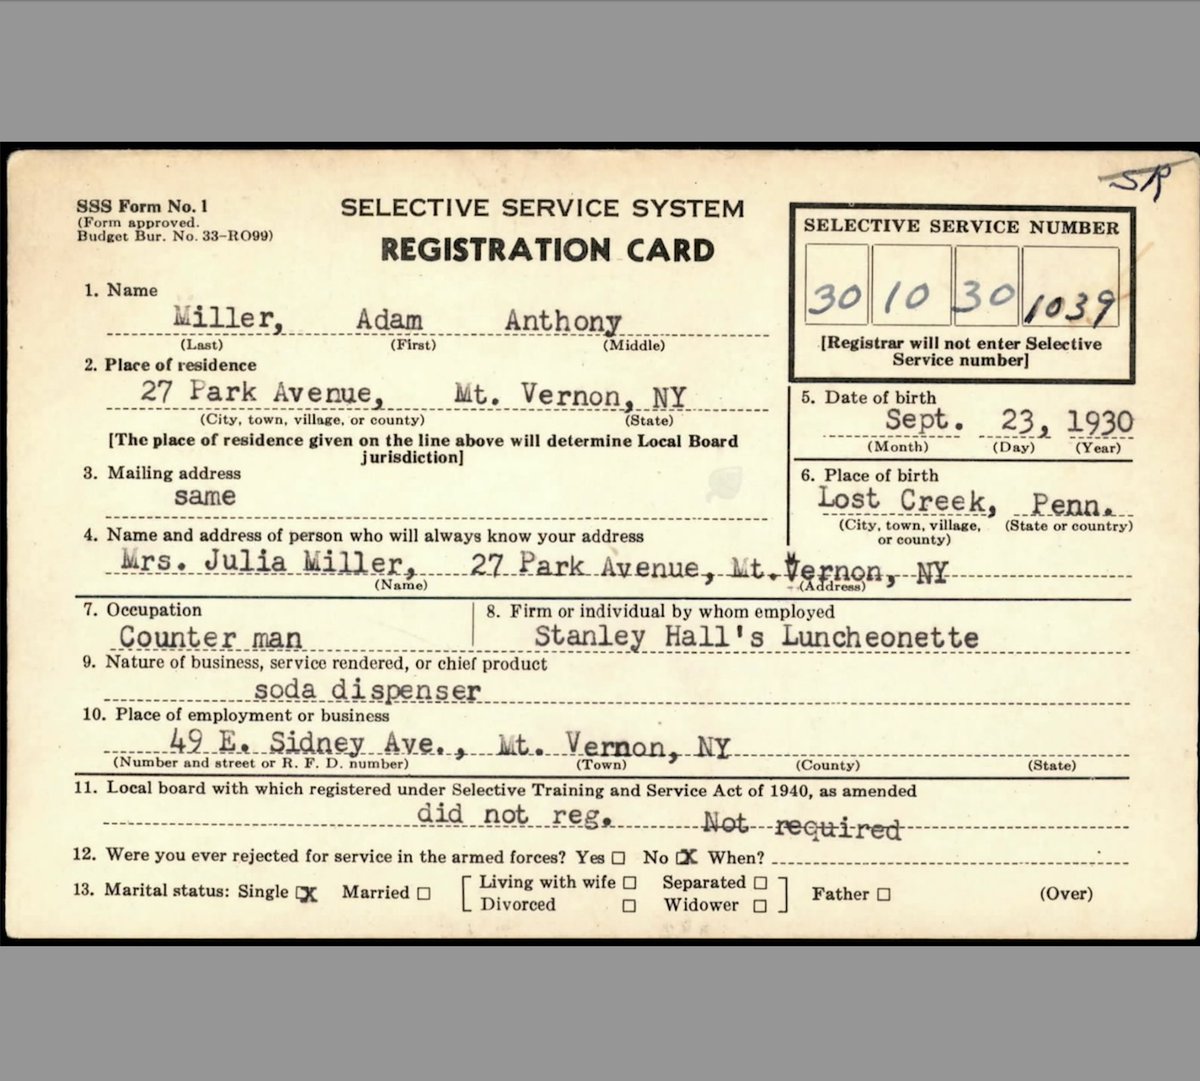 SR
SSS Form No. 1
(Form approved.
Budget Bur. No. 33-RO99)
SELECTIVE SERVICE SYSTEM
REGISTRATION CARD
SELECTIVE SERVICE NUMBER
30 10 30 1039
[Registrar will not enter Selective
Service number]
1. Name
Miller, Adam Anthony
(Last) (First) (Middle)
2. Place of residence
27 Park Avenue, Mt. Vernon, NY
(City, town, village, or county) (State)
[The place of residence given on the line above will determine Local Board
jurisdiction]
3. Mailing address
same
5. Date of birth
Sept. 23, 1930
(Month) (Day) (Year)
6. Place of birth
Lost Creek, Penn.
(City, town, village, (State or country)
or county)
4. Name and address of person who will always know your address
Mrs. Julia Miller, 27 Park Avenue, Mt. Vernon, NY
(Name) (Address)
7. Occupation
Counter man
8. Firm or individual by whom employed
Stanley Hall's Luncheonette
9. Nature of business, service rendered, or chief product
soda dispenser
10. Place of employment or business
49 E. Sidney Ave., Mt. Vernon, NY
(Number and street or R. F. D. number) (Town) (County) (State)
11. Local board with which registered under Selective Training and Service Act of 1940, as amended
did not reg. Not required
12. Were you ever rejected for service in the armed forces? Yes ☐ No ☒ When?
13. Marital status: Single ☒ Married ☐ [ Living with wife ☐ Separated ☐ ] Father ☐ (Over)
Divorced ☐ Widower ☐